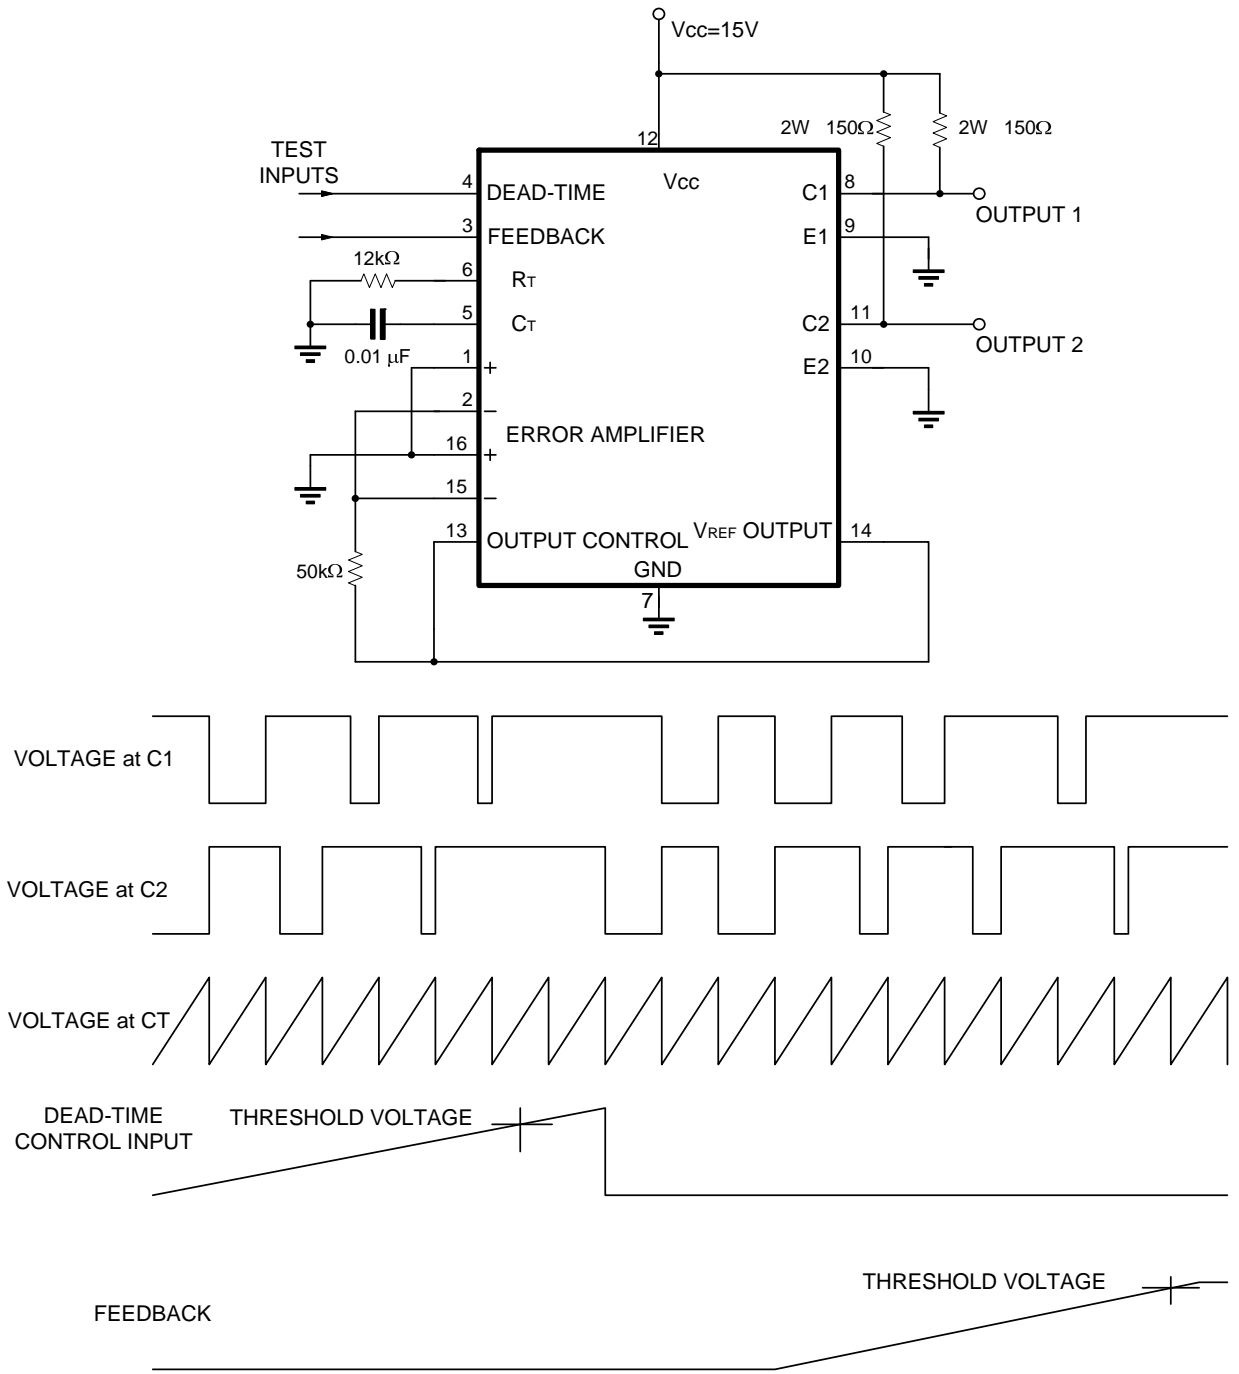 Vcc=15V
2W 150Ω
2W 150Ω
12
TEST
INPUTS
Vcc
4
DEAD-TIME
C1
8
OUTPUT 1
3
FEEDBACK
E1
9
12kΩ
6
RT
5
CT
C2
11
OUTPUT 2
0.01 μF
1
+
E2
10
2
−
ERROR AMPLIFIER
16
+
15
−
13
OUTPUT CONTROL
VREF OUTPUT
14
50kΩ
GND
7
VOLTAGE at C1
VOLTAGE at C2
VOLTAGE at CT
DEAD-TIME
CONTROL INPUT
THRESHOLD VOLTAGE
THRESHOLD VOLTAGE
FEEDBACK